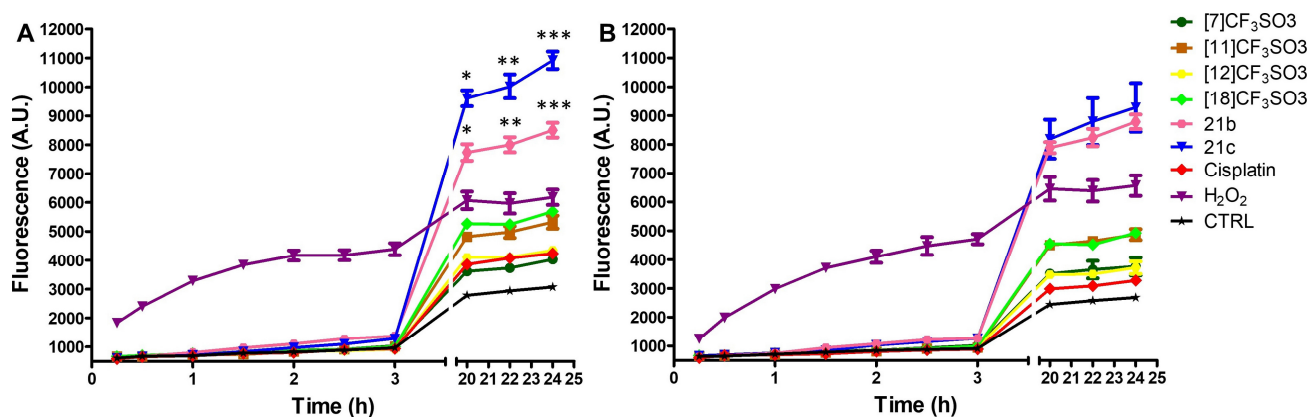 A
Fluorescence (A.U.)
12000
11000
10000
9000
8000
7000
6000
5000
4000
3000
2000
1000
* ** ***
* ** ***
0 1 2 3 20 21 22 23 24 25
Time (h)
B
Fluorescence (A.U.)
12000
11000
10000
9000
8000
7000
6000
5000
4000
3000
2000
1000
0 1 2 3 20 21 22 23 24 25
Time (h)
[7]CF₃SO3
[11]CF₃SO3
[12]CF₃SO3
[18]CF₃SO3
21b
21c
Cisplatin
H₂O₂
CTRL